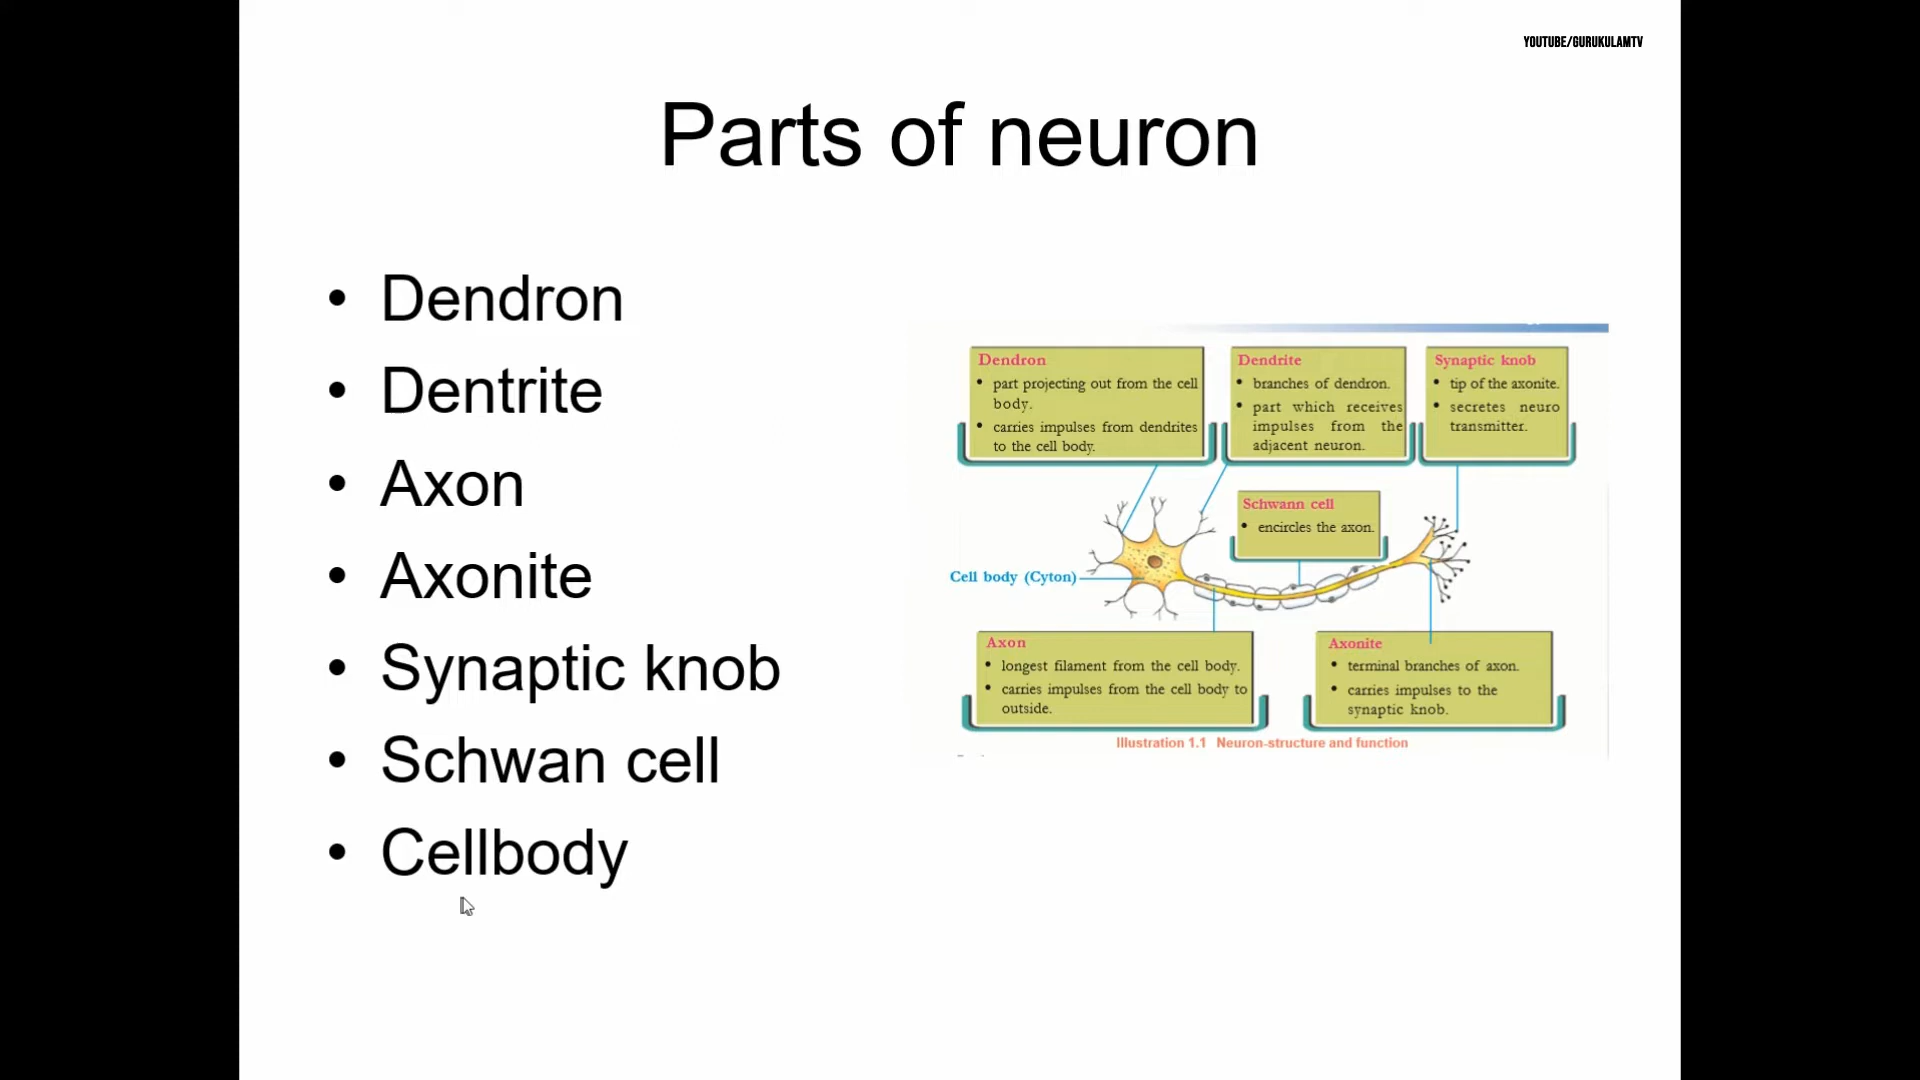 YOUTUBE/GURUKULAMTV
Parts of neuron
• Dendron
• Dentrite
• Axon
• Axonite
• Synaptic knob
• Schwan cell
• Cellbody
Dendron
• part projecting out from the cell
body.
• carries impulses from dendrites
to the cell body.
Dendrite
• branches of dendron.
• part which receives
impulses from the
adjacent neuron.
Synaptic knob
• tip of the axonite.
• secretes neuro
transmitter.
Schwann cell
• encircles the axon.
Cell body (Cyton)
Axon
• longest filament from the cell body.
• carries impulses from the cell body to
outside.
Axonite
• terminal branches of axon.
• carries impulses to the
synaptic knob.
Illustration 1.1 Neuron-structure and function